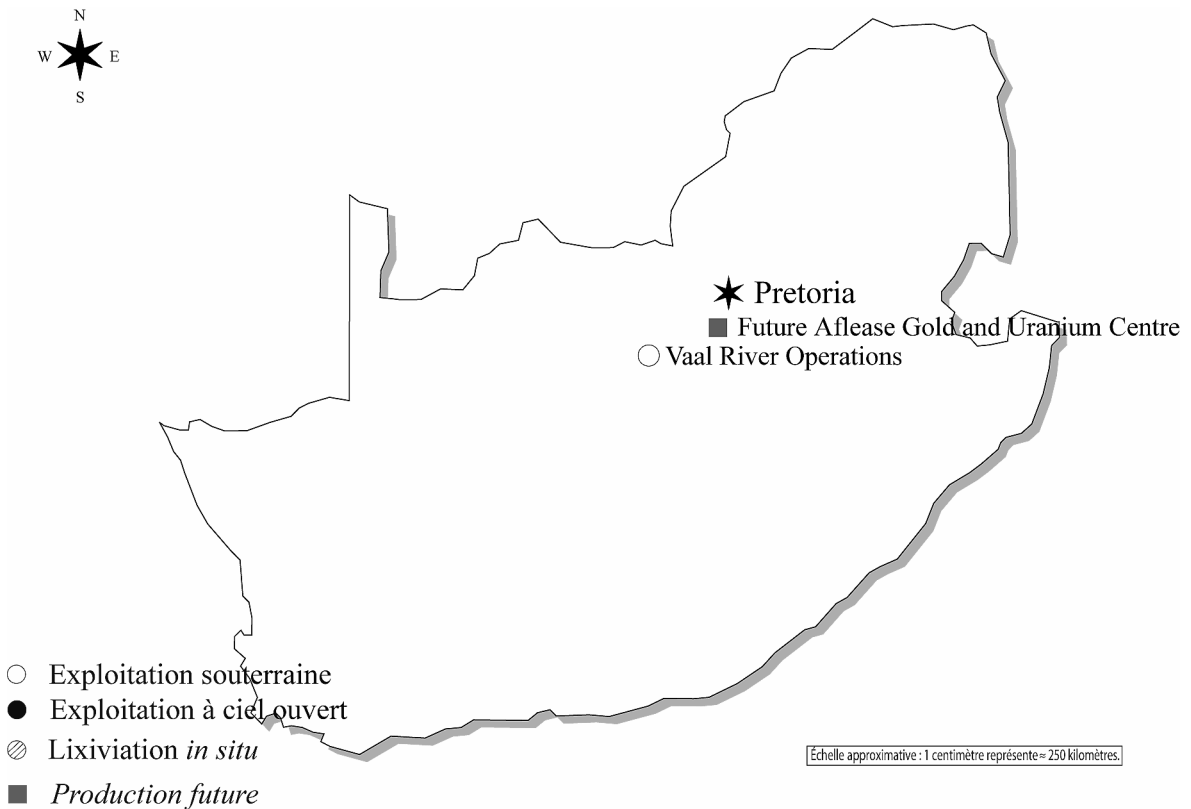 N
W E
S
Pretoria
Future Aflease Gold and Uranium Centre
Vaal River Operations
Exploitation souterraine
Exploitation à ciel ouvert
Lixiviation in situ
Production future
Échelle approximative : 1 centimètre représente ≈ 250 kilomètres.